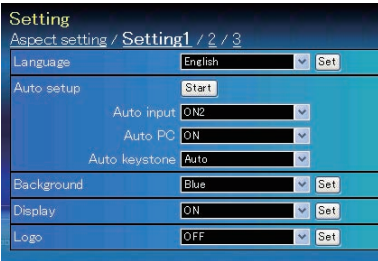 Setting
Aspect setting / Setting1 / 2 / 3
Language English Set
Auto setup Start
Auto input ON2
Auto PC ON
Auto keystone Auto
Background Blue Set
Display ON Set
Logo OFF Set